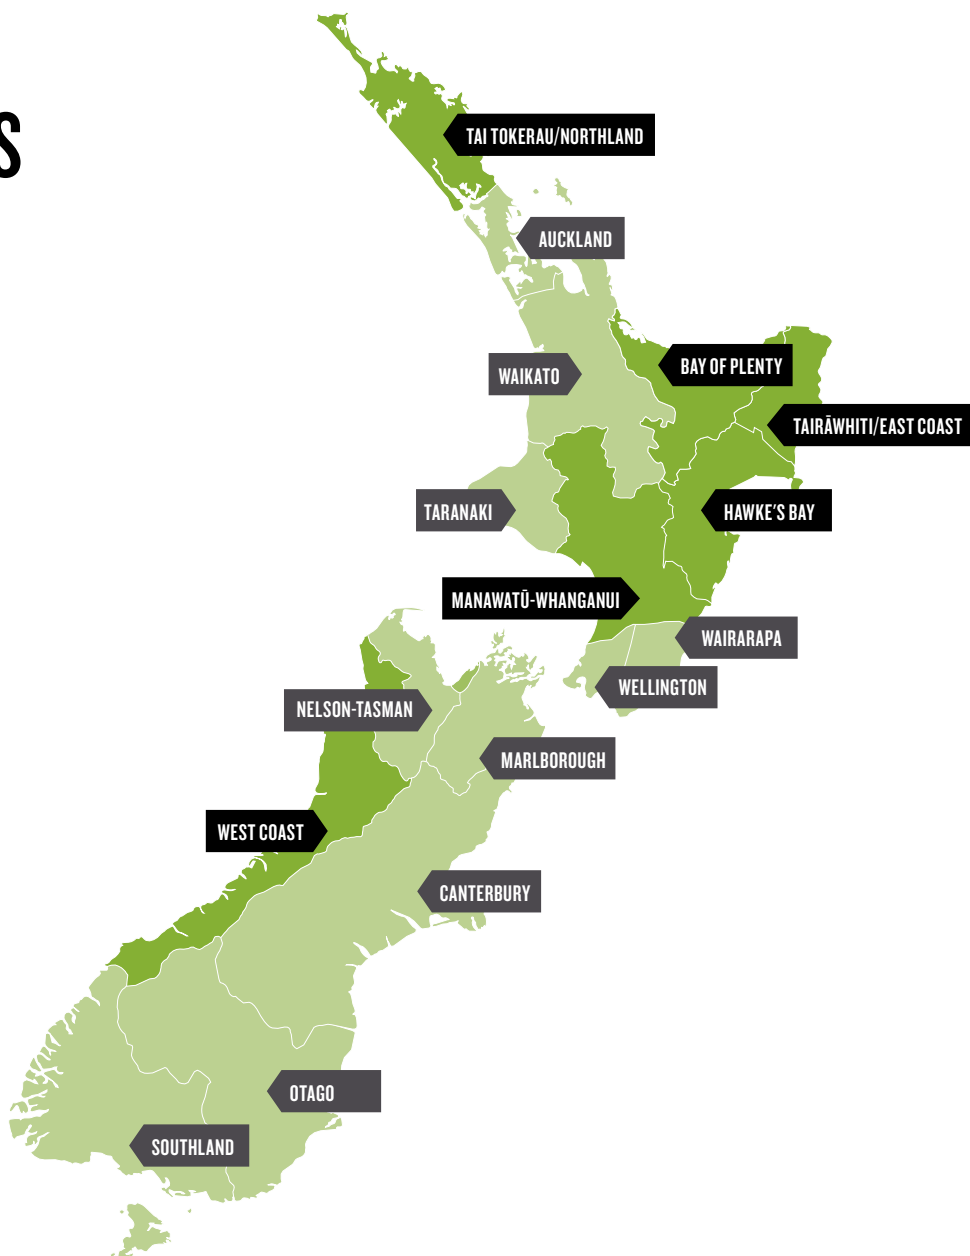 S
TAI TOKERAU/NORTHLAND
AUCKLAND
WAIKATO
BAY OF PLENTY
TAIRĀWHITI/EAST COAST
TARANAKI
HAWKE'S BAY
MANAWATŪ-WHANGANUI
WAIRARAPA
WELLINGTON
NELSON-TASMAN
MARLBOROUGH
WEST COAST
CANTERBURY
OTAGO
SOUTHLAND